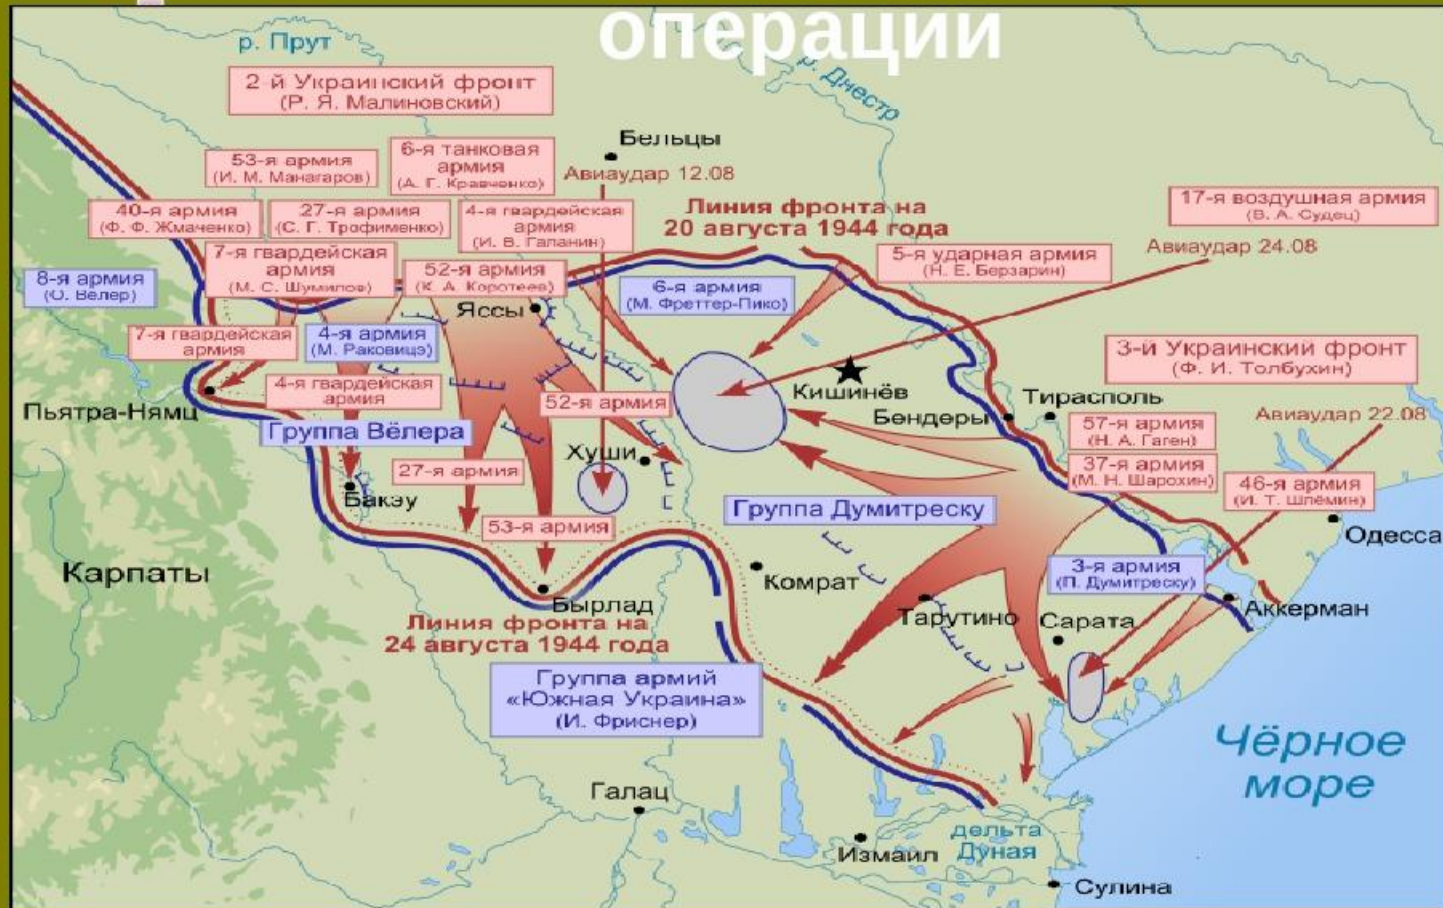 операции
р. Прут
р. Днестр
2-й Украинский фронт
(Р. Я. Малиновский)
Бельцы
53-я армия
(И. М. Манагаров)
6-я танковая
армия
(А. Г. Кравченко)
Авиаудар 12.08
17-я воздушная армия
(В. А. Судец)
40-я армия
(Ф. Ф. Жмаченко)
27-я армия
(С. Г. Трофименко)
4-я гвардейская
армия
(И. В. Галанин)
Линия фронта на
20 августа 1944 года
Авиаудар 24.08
7-я гвардейская
армия
(М. С. Шумилов)
52-я армия
(К. А. Коротеев)
5-я ударная армия
(Н. Е. Берзарин)
8-я армия
(О. Вёлер)
6-я армия
(М. Фреттер-Пико)
Яссы
7-я гвардейская
армия
4-я армия
(М. Раковицэ)
3-й Украинский фронт
(Ф. И. Толбухин)
4-я гвардейская
армия
Кишинёв
Пьятра-Нямц
52-я армия
Бендеры
Тирасполь
Авиаудар 22.08
Группа Вёлера
57-я армия
(Н. А. Гаген)
Хуши
27-я армия
37-я армия
(М. Н. Шарохин)
46-я армия
(И. Т. Шлёмин)
Бакэу
Группа Думитреску
53-я армия
Одесса
Карпаты
Комрат
3-я армия
(П. Думитреску)
Бырлад
Тарутино
Сарата
Аккерман
Линия фронта на
24 августа 1944 года
Группа армий
«Южная Украина»
(И. Фриснер)
Чёрное
море
Галац
дельта
Дуная
Измаил
Сулина